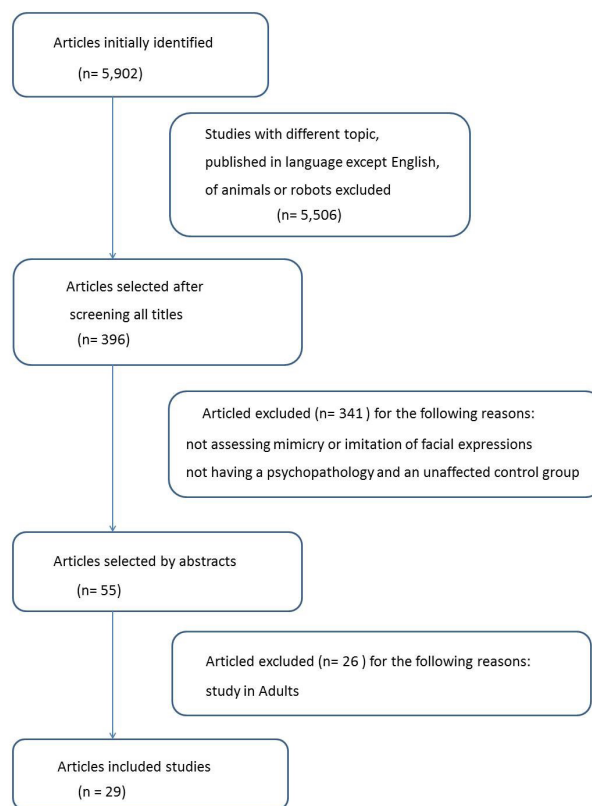 Articles initially identified
(n= 5,902)
Studies with different topic,
published in language except English,
of animals or robots excluded
(n= 5,506)
Articles selected after
screening all titles
(n= 396)
Articled excluded (n= 341 ) for the following reasons:
not assessing mimicry or imitation of facial expressions
not having a psychopathology and an unaffected control group
Articles selected by abstracts
(n= 55)
Articled excluded (n= 26 ) for the following reasons:
study in Adults
Articles included studies
(n = 29)